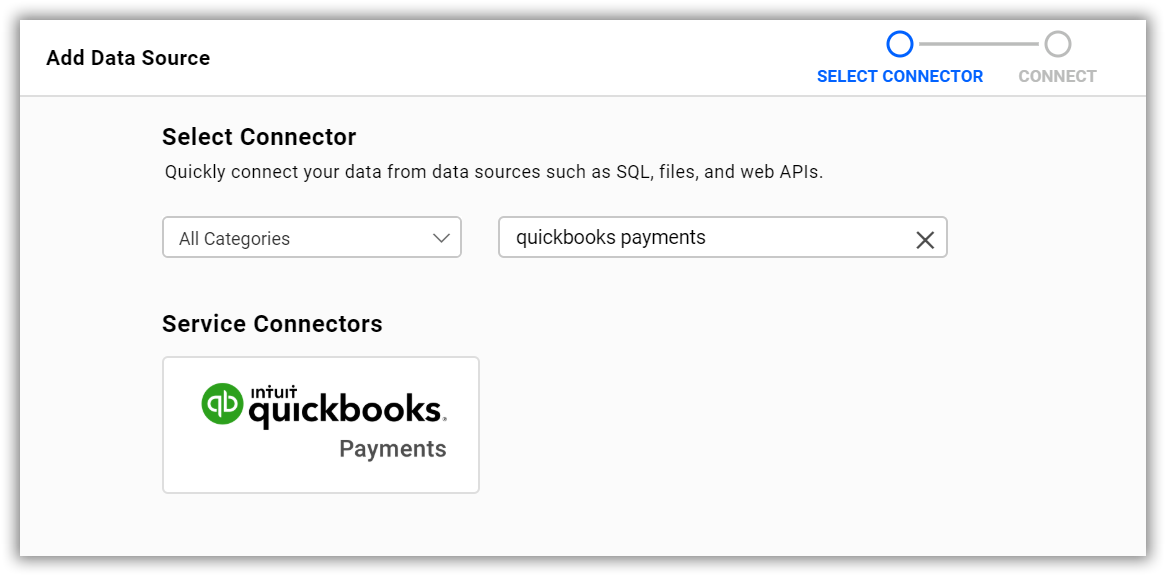 Add Data Source
SELECT CONNECTOR
CONNECT
Select Connector
Quickly connect your data from data sources such as SQL, files, and web APIs.
All Categories
quickbooks payments
Service Connectors
qb
intuit
quickbooks.
Payments